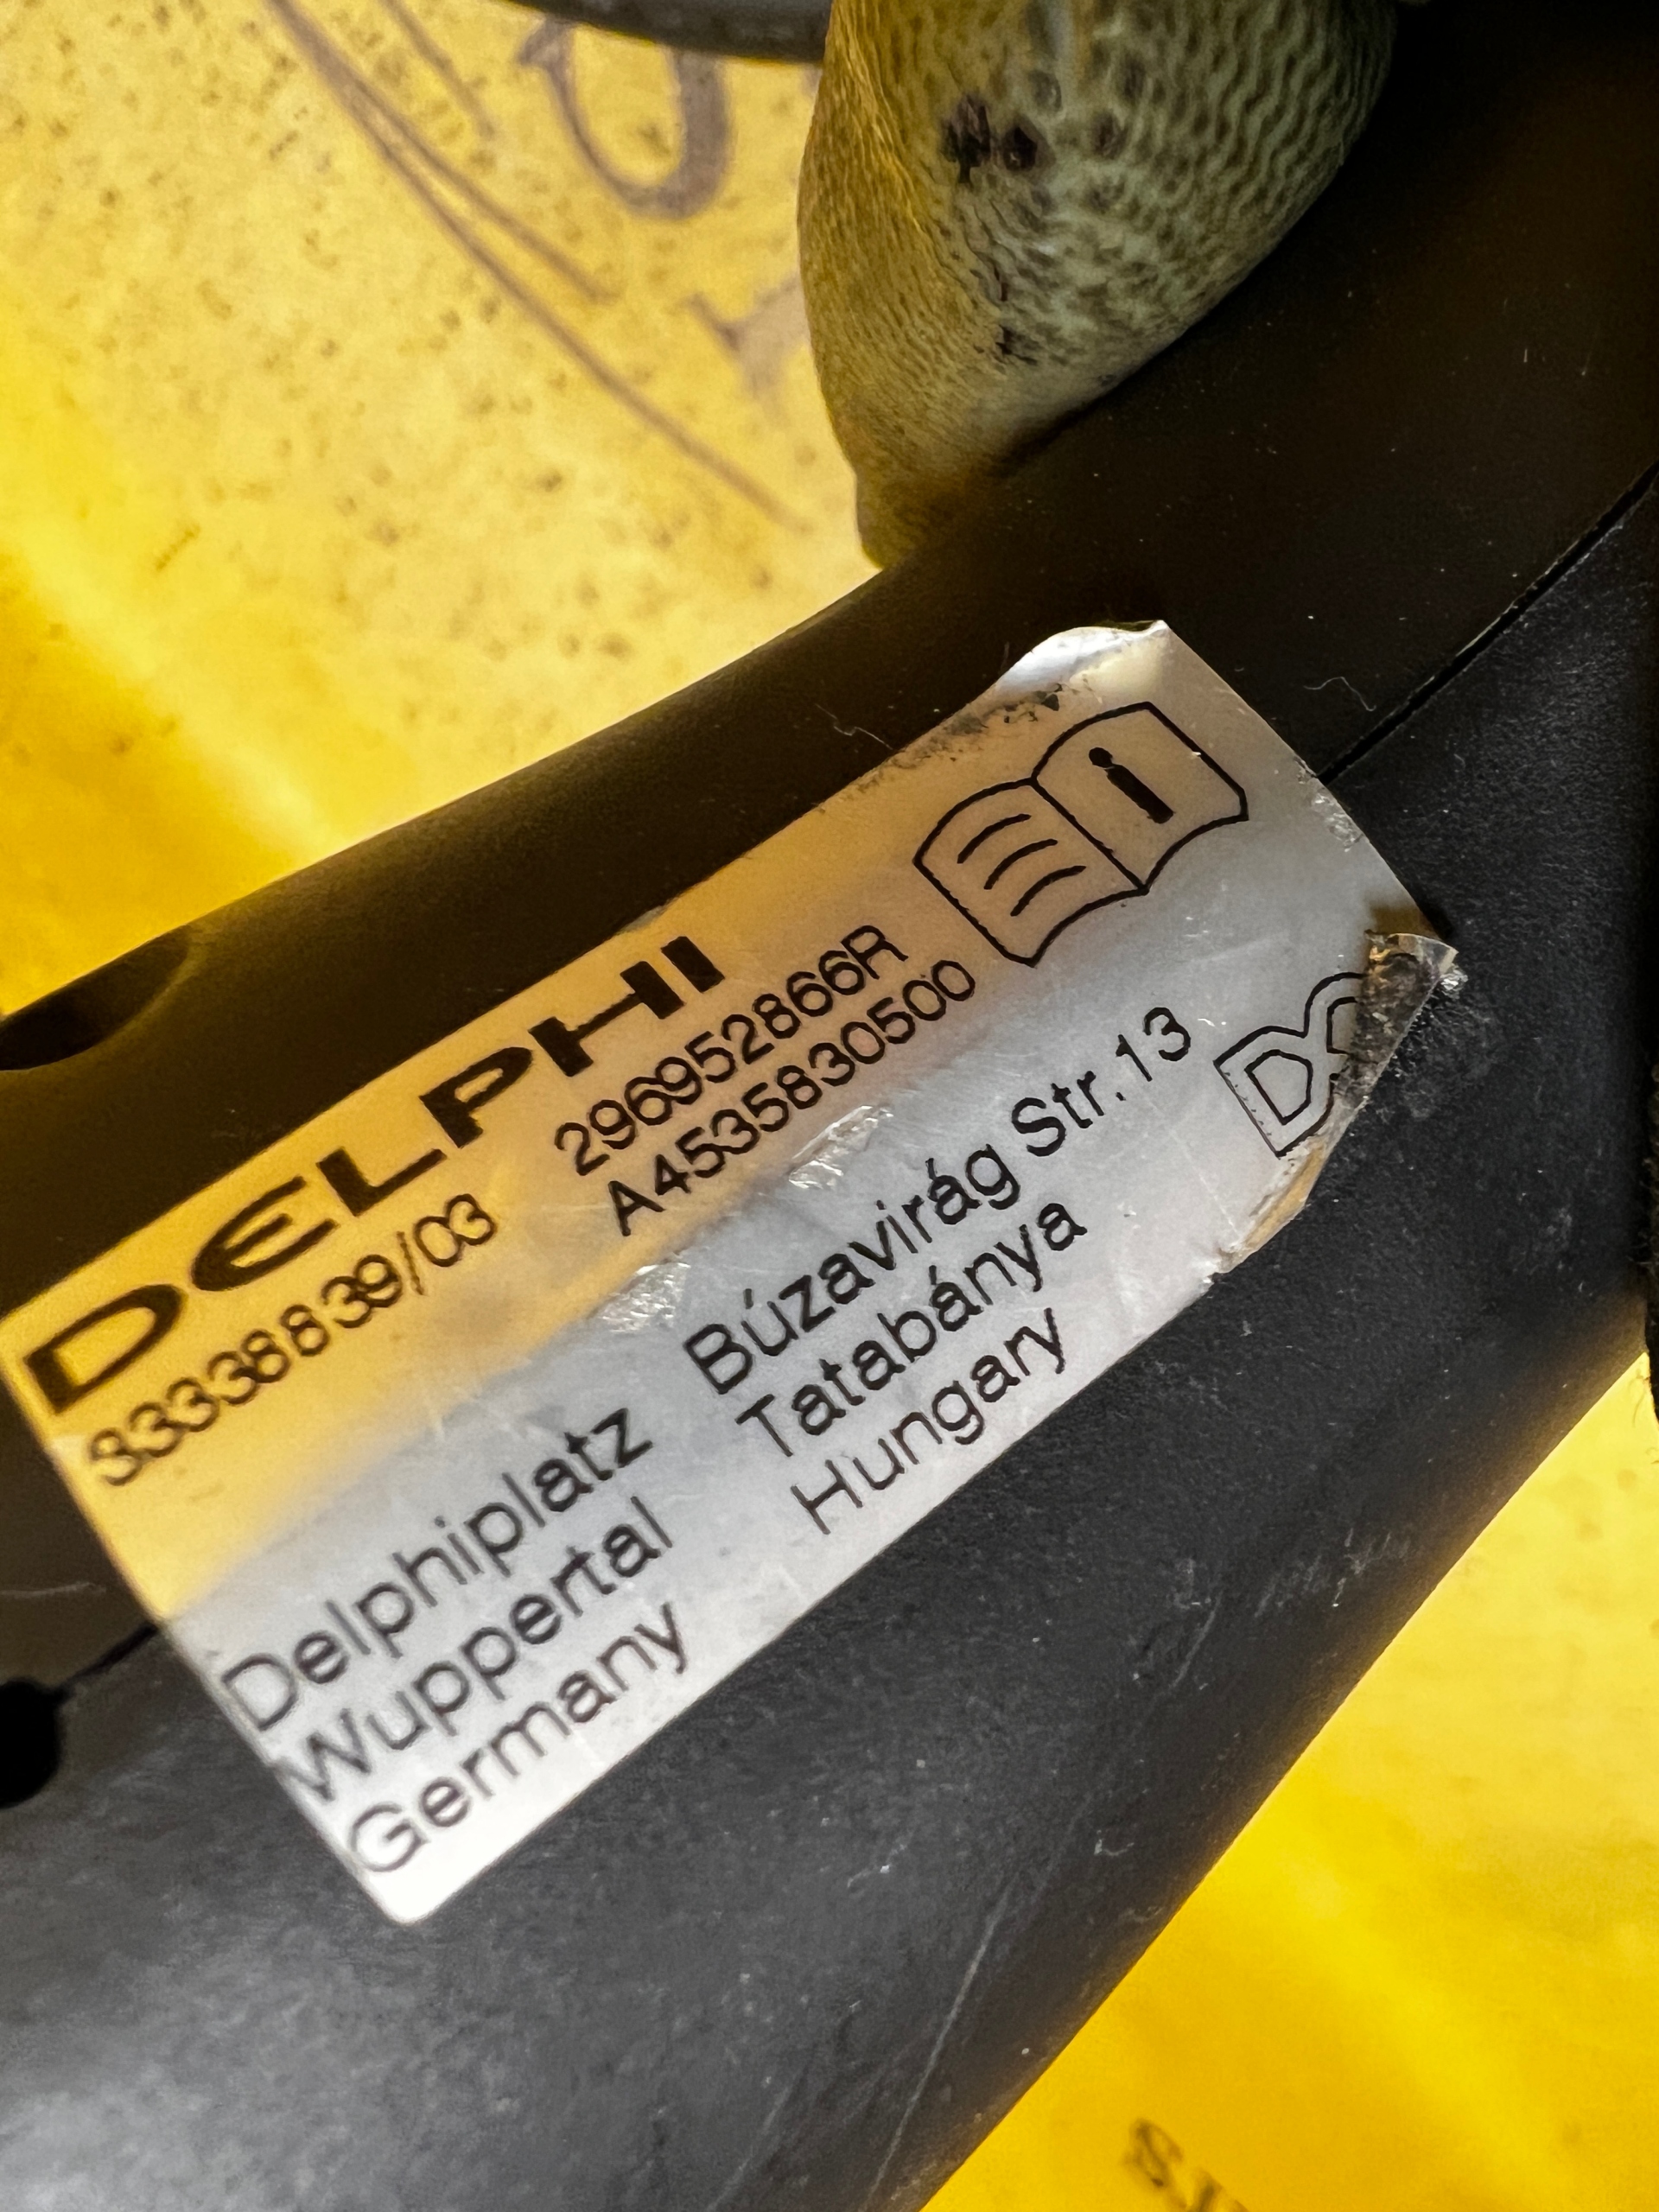 DELPHI
33338839/03
296952866R
A4535830500
Delphiplatz
Wuppertal
Germany
Búzavirág Str. 13
Tatabánya
Hungary